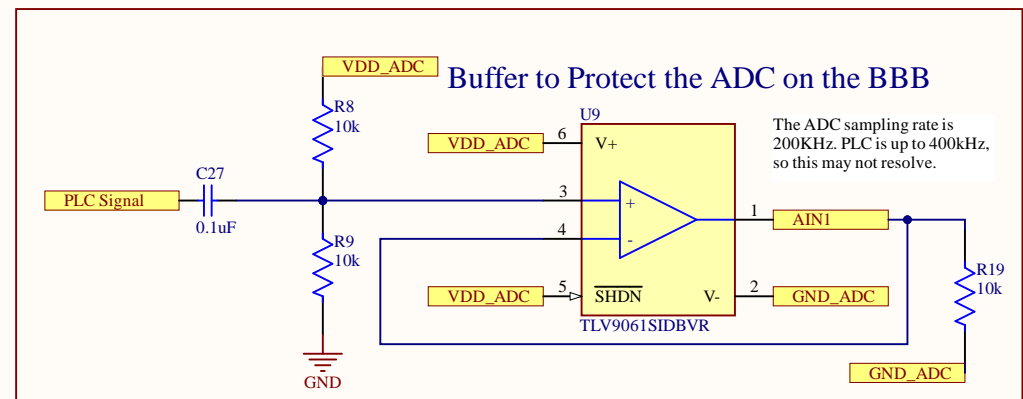 VDD_ADC
Buffer to Protect the ADC on the BBB
R8
10k
U9
The ADC sampling rate is
200KHz. PLC is up to 400kHz,
so this may not resolve.
VDD_ADC
6
V+
C27
PLC Signal
0.1uF
3
+
1
AIN1
4
-
R9
10k
R19
10k
VDD_ADC
5
SHDN
V-
2
GND_ADC
TLV9061SIDBVR
GND
GND_ADC